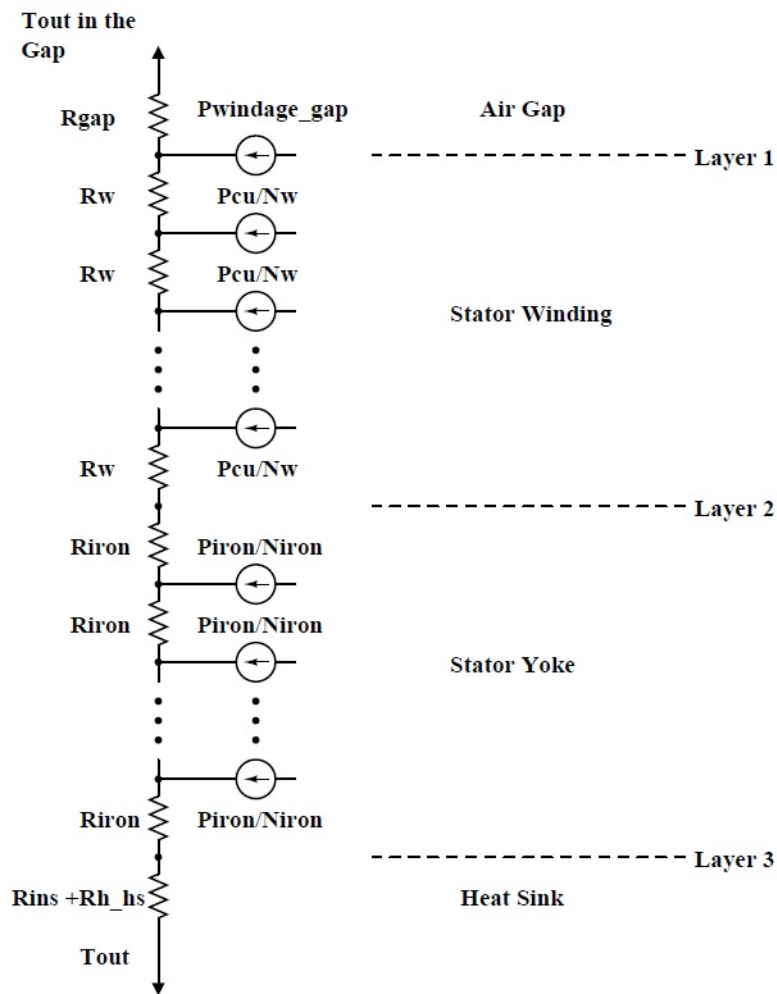 Tout in the
Gap
Rgap
Pwindage_gap
Air Gap
Layer 1
Rw
Pcu/Nw
Rw
Pcu/Nw
Stator Winding
Rw
Pcu/Nw
Layer 2
Riron
Piron/Niron
Riron
Piron/Niron
Stator Yoke
Riron
Piron/Niron
Layer 3
Rins +Rh_hs
Heat Sink
Tout